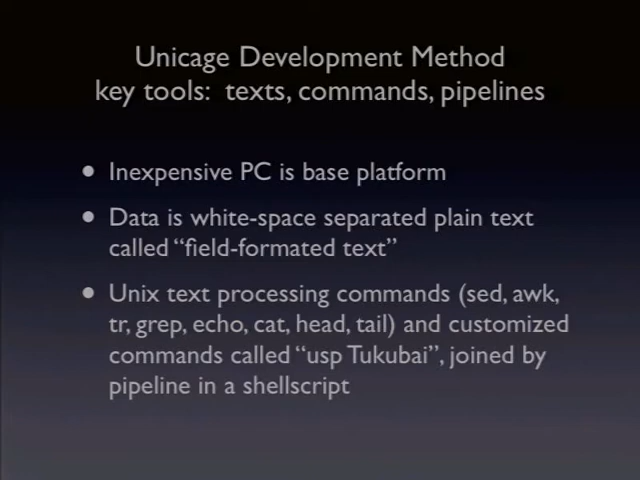 Unicage Development Method
key tools: texts, commands, pipelines
• Inexpensive PC is base platform
• Data is white-space separated plain text
called “field-formated text”
• Unix text processing commands (sed, awk,
tr, grep, echo, cat, head, tail) and customized
commands called “usp Tukubai”, joined by
pipeline in a shellscript